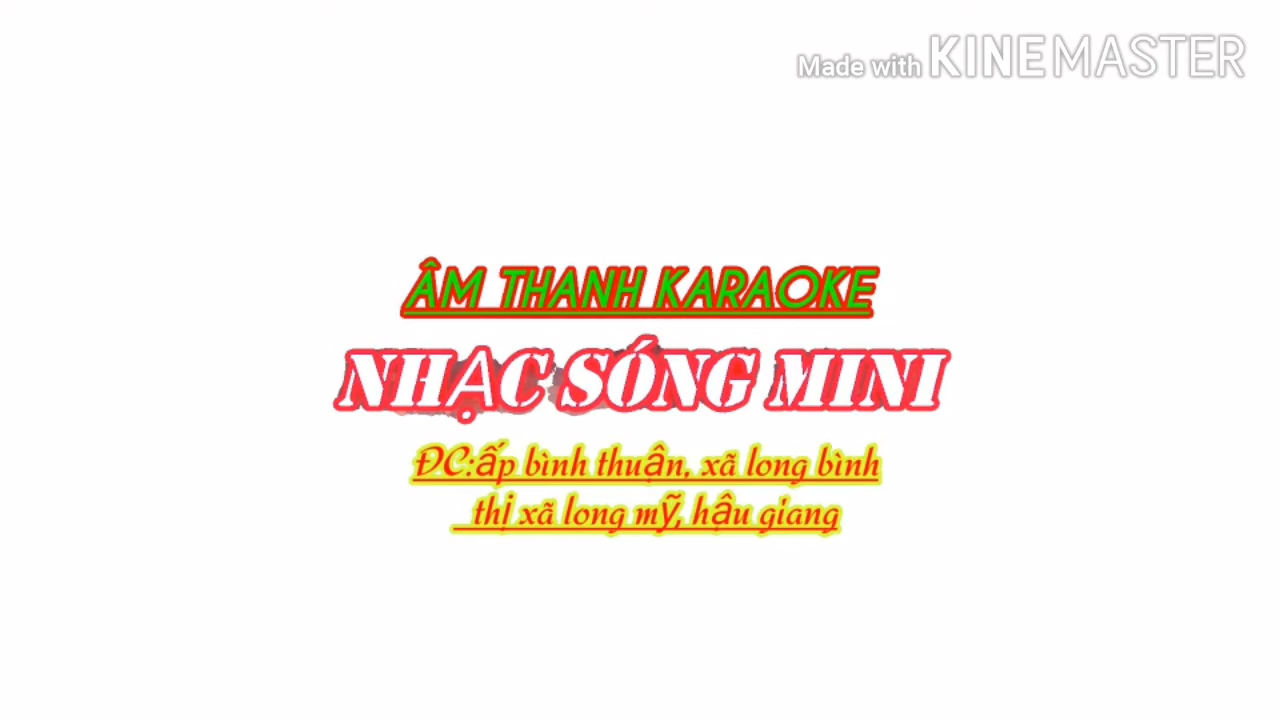 Made with KINEMASTER
ÂM THANH KARAOKE
NHẠC SÓNG MINI
ĐC:ấp bình thuận, xã long bình
thị xã long mỹ, hậu giang